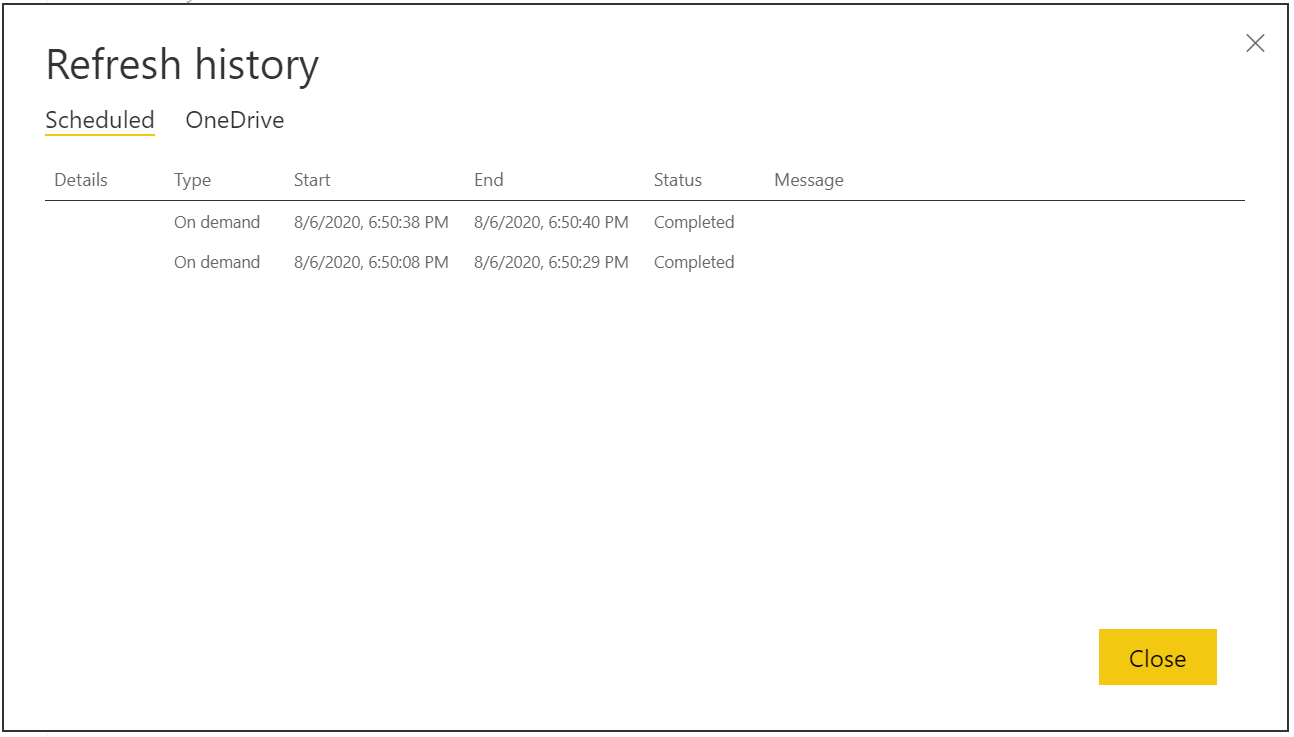 Refresh history
Scheduled OneDrive
Details Type Start End Status Message
On demand 8/6/2020, 6:50:38 PM 8/6/2020, 6:50:40 PM Completed
On demand 8/6/2020, 6:50:08 PM 8/6/2020, 6:50:29 PM Completed
Close